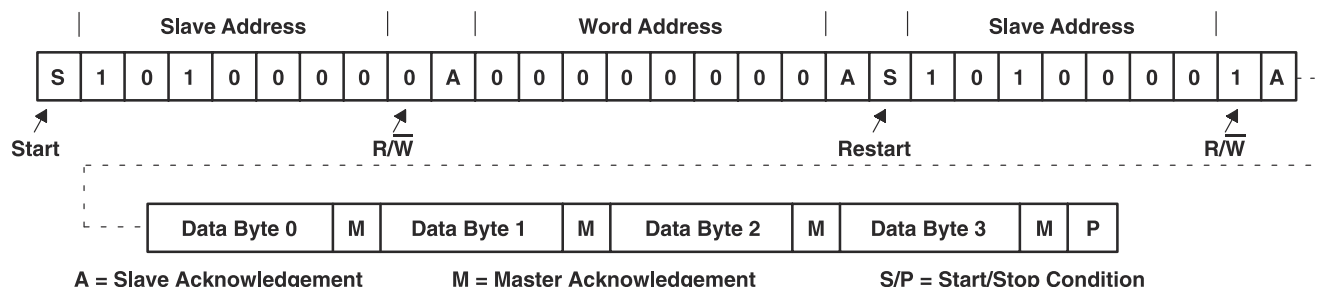 Slave Address Word Address Slave Address
S 1 0 1 0 0 0 0 0 A 0 0 0 0 0 0 0 0 A S 1 0 1 0 0 0 0 1 A
Start R/W̅ Restart R/W̅
Data Byte 0 M Data Byte 1 M Data Byte 2 M Data Byte 3 M P
A = Slave Acknowledgement M = Master Acknowledgement S/P = Start/Stop Condition